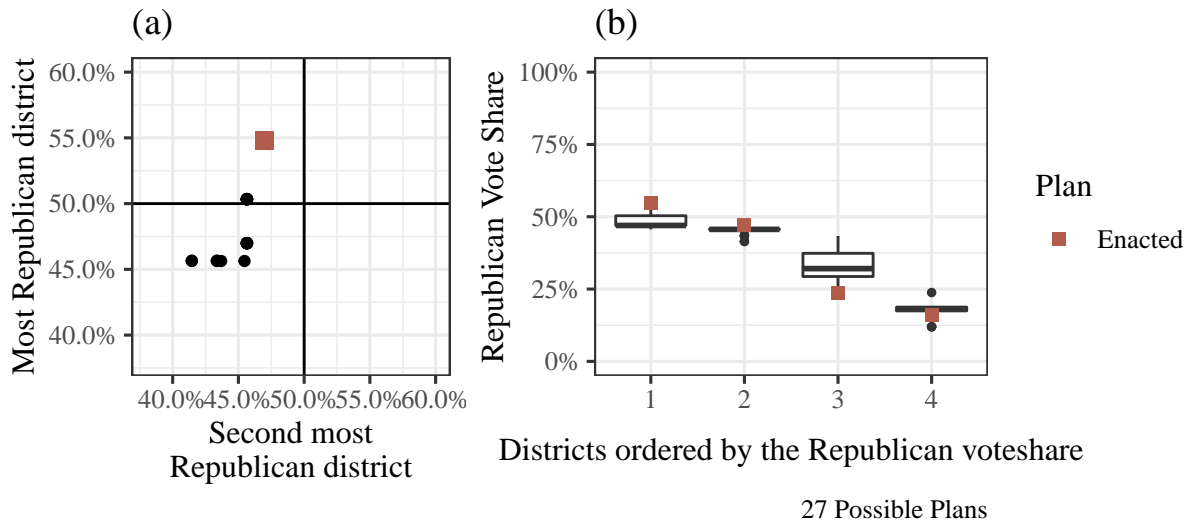 (a)
Most Republican district
60.0%
55.0%
50.0%
45.0%
40.0%
40.0%45.0%50.0%55.0%60.0%
Second most
Republican district
(b)
Republican Vote Share
100%
75%
50%
25%
0%
1 2 3 4
Districts ordered by the Republican voteshare
Plan
Enacted
27 Possible Plans